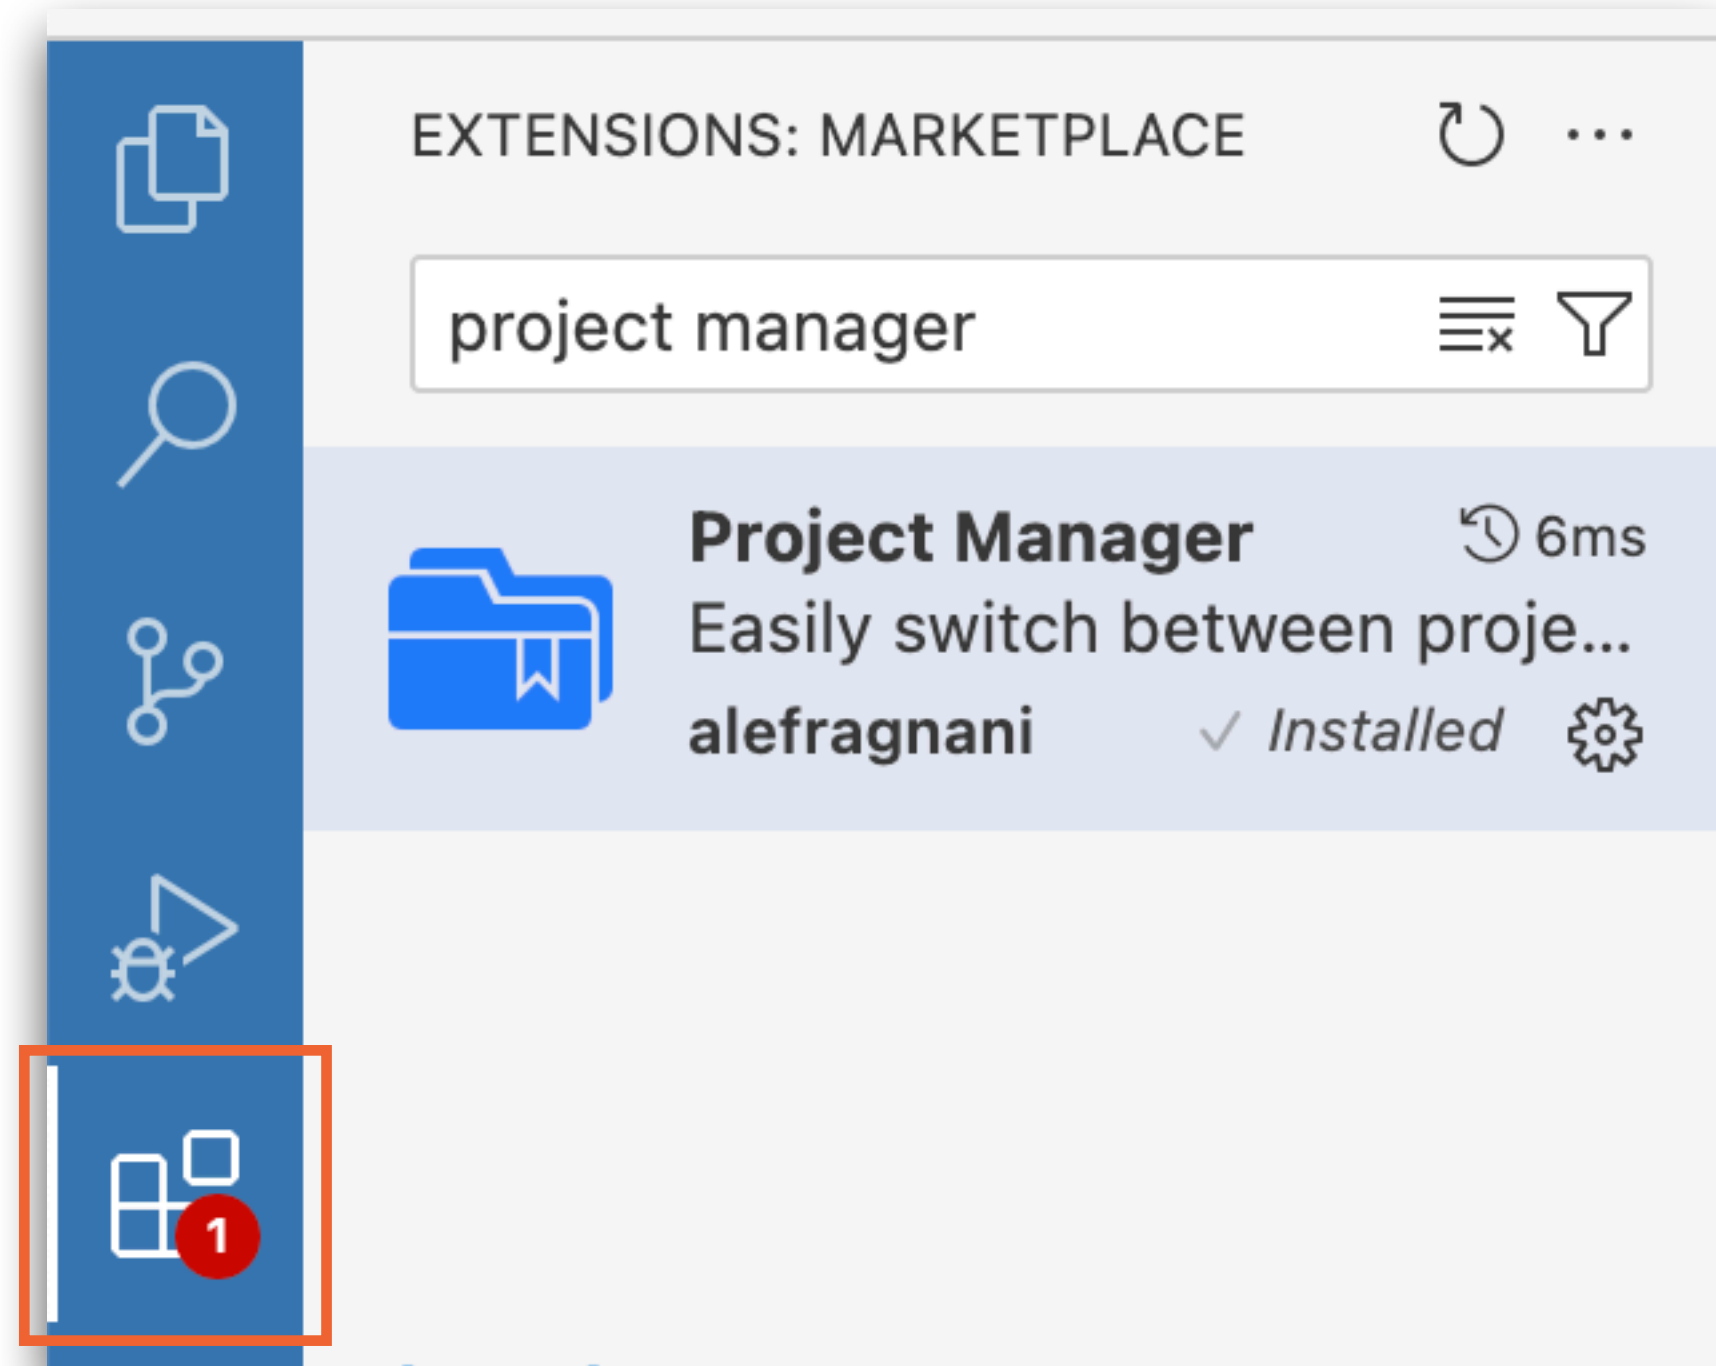 EXTENSIONS: MARKETPLACE
project manager
Project Manager 6ms
Easily switch between proje...
alefragnani ✓ Installed
1